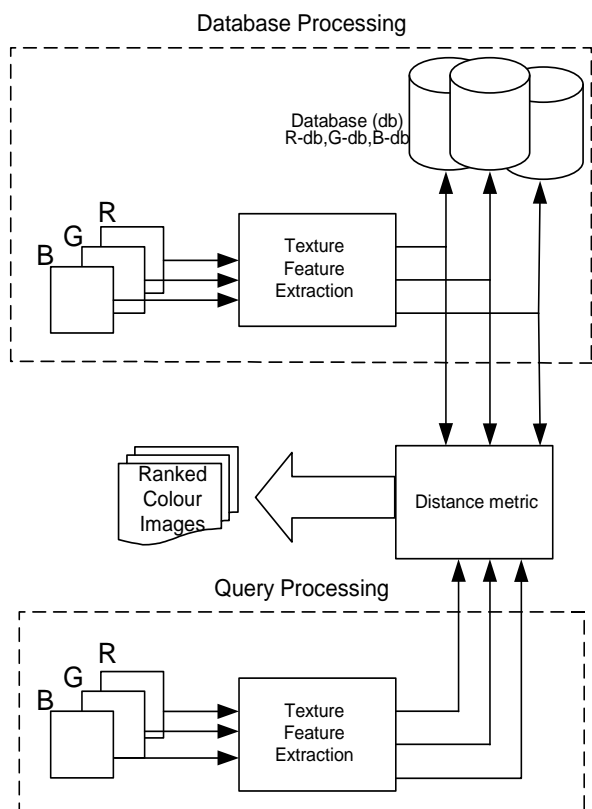 Database Processing
Database (db)
R-db,G-db,B-db
R
G
B
Texture
Feature
Extraction
Ranked
Colour
Images
Distance metric
Query Processing
R
G
B
Texture
Feature
Extraction